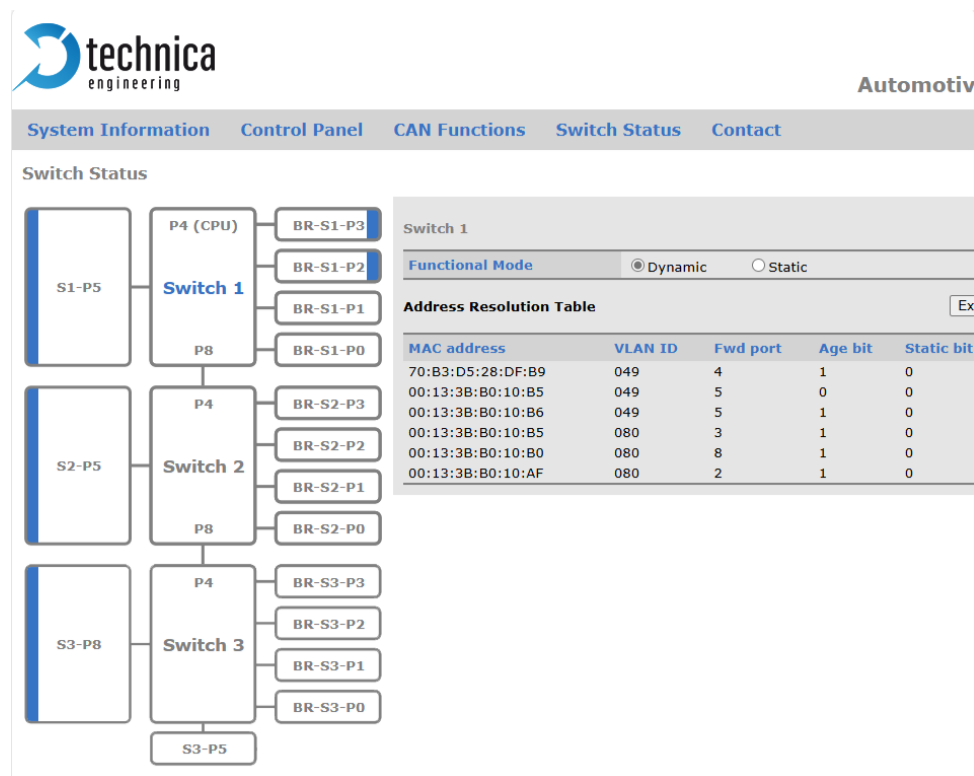 technica
engineering
Automotiv
System Information Control Panel CAN Functions Switch Status Contact
Switch Status
S1-P5
P4 (CPU)
Switch 1
P8
BR-S1-P3
BR-S1-P2
BR-S1-P1
BR-S1-P0
S2-P5
P4
Switch 2
P8
BR-S2-P3
BR-S2-P2
BR-S2-P1
BR-S2-P0
S3-P8
P4
Switch 3
BR-S3-P3
BR-S3-P2
BR-S3-P1
BR-S3-P0
S3-P5
Switch 1
Functional Mode Dynamic Static
Address Resolution Table Ex
MAC address VLAN ID Fwd port Age bit Static bit
70:B3:D5:28:DF:B9 049 4 1 0
00:13:3B:B0:10:B5 049 5 0 0
00:13:3B:B0:10:B6 049 5 1 0
00:13:3B:B0:10:B5 080 3 1 0
00:13:3B:B0:10:B0 080 8 1 0
00:13:3B:B0:10:AF 080 2 1 0